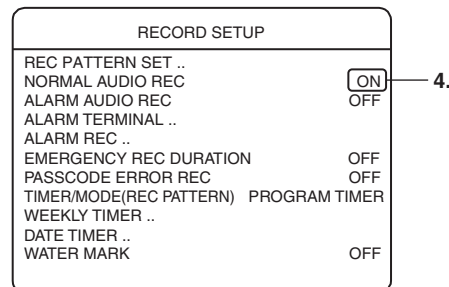 RECORD SETUP
REC PATTERN SET ..
NORMAL AUDIO REC ON 4.
ALARM AUDIO REC OFF
ALARM TERMINAL ..
ALARM REC ..
EMERGENCY REC DURATION OFF
PASSCODE ERROR REC OFF
TIMER/MODE(REC PATTERN) PROGRAM TIMER
WEEKLY TIMER ..
DATE TIMER ..
WATER MARK OFF